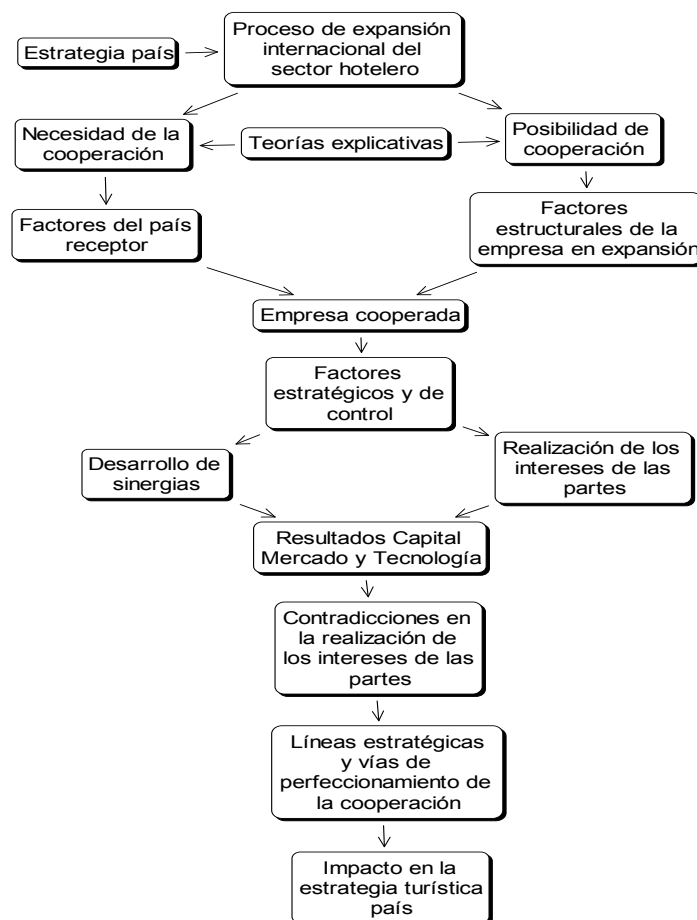 Proceso de expansión
internacional del
sector hotelero
Estrategia país
Necesidad de la
cooperación
Teorías explicativas
Posibilidad de
cooperación
Factores del país
receptor
Factores
estructurales de la
empresa en expansión
Empresa cooperada
Factores
estratégicos y de
control
Desarrollo de
sinergias
Realización de los
intereses de las
partes
Resultados Capital
Mercado y Tecnología
Contradicciones en
la realización de
los intereses de las
partes
Líneas estratégicas
y vías de
perfeccionamiento de
la cooperación
Impacto en la
estrategia turística
país